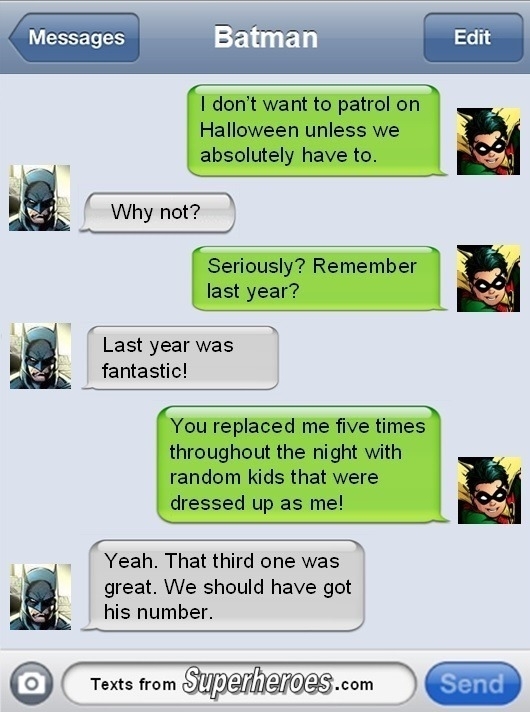 Messages
Batman
Edit
I don't want to patrol on
Halloween unless we
absolutely have to.
Why not?
Seriously? Remember
last year?
Last year was
fantastic!
You replaced me five times
throughout the night with
random kids that were
dressed up as me!
Yeah. That third one was
great. We should have got
his number.
Texts from Superheroes.com
Send